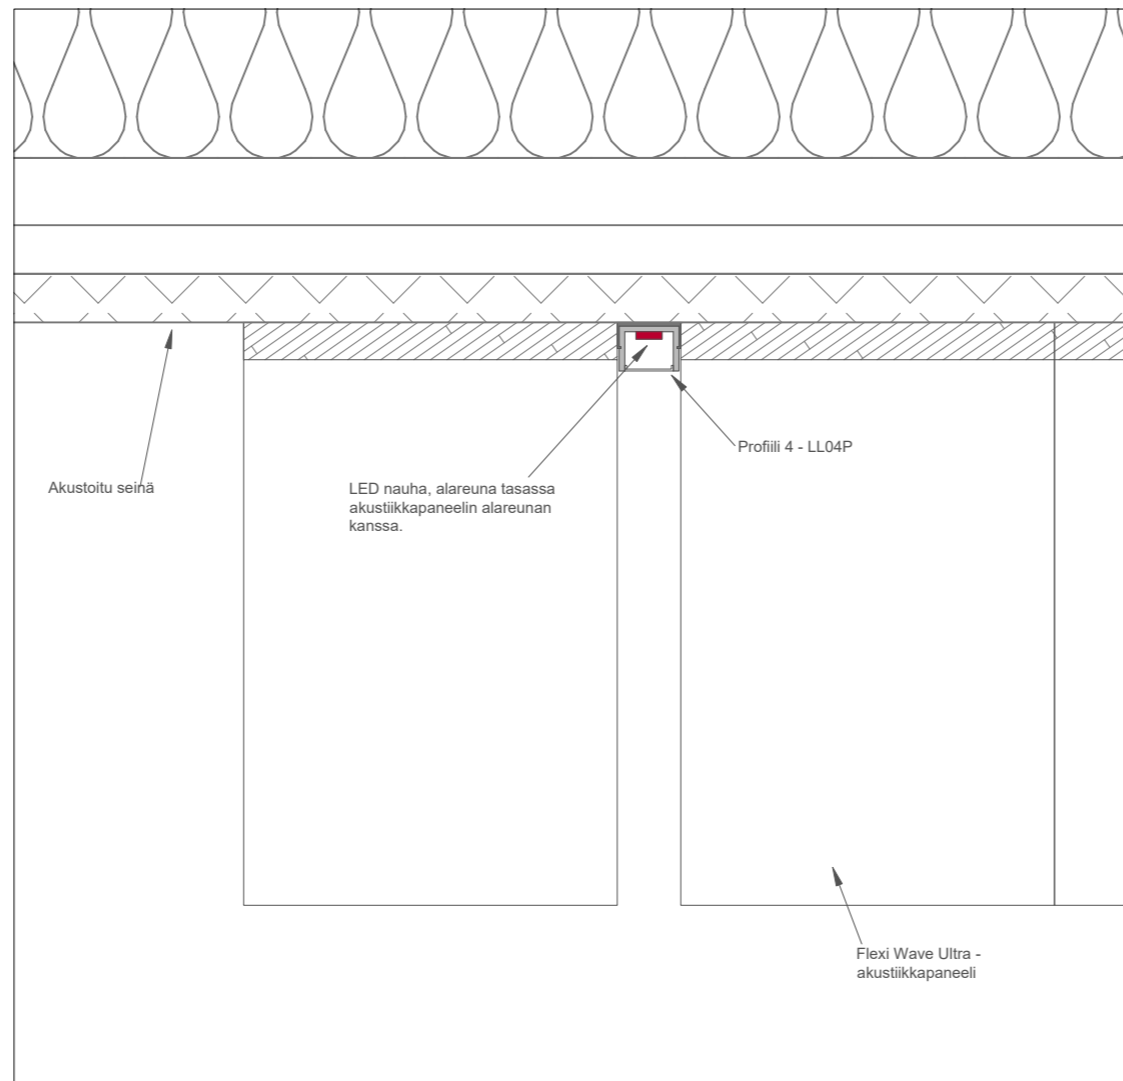 Profiili 4 - LL04P
Akustoitu seinä
LED nauha, alareuna tasassa
akustiikkapaneelin alareunan
kanssa.
Flexi Wave Ultra -
akustiikkapaneeli